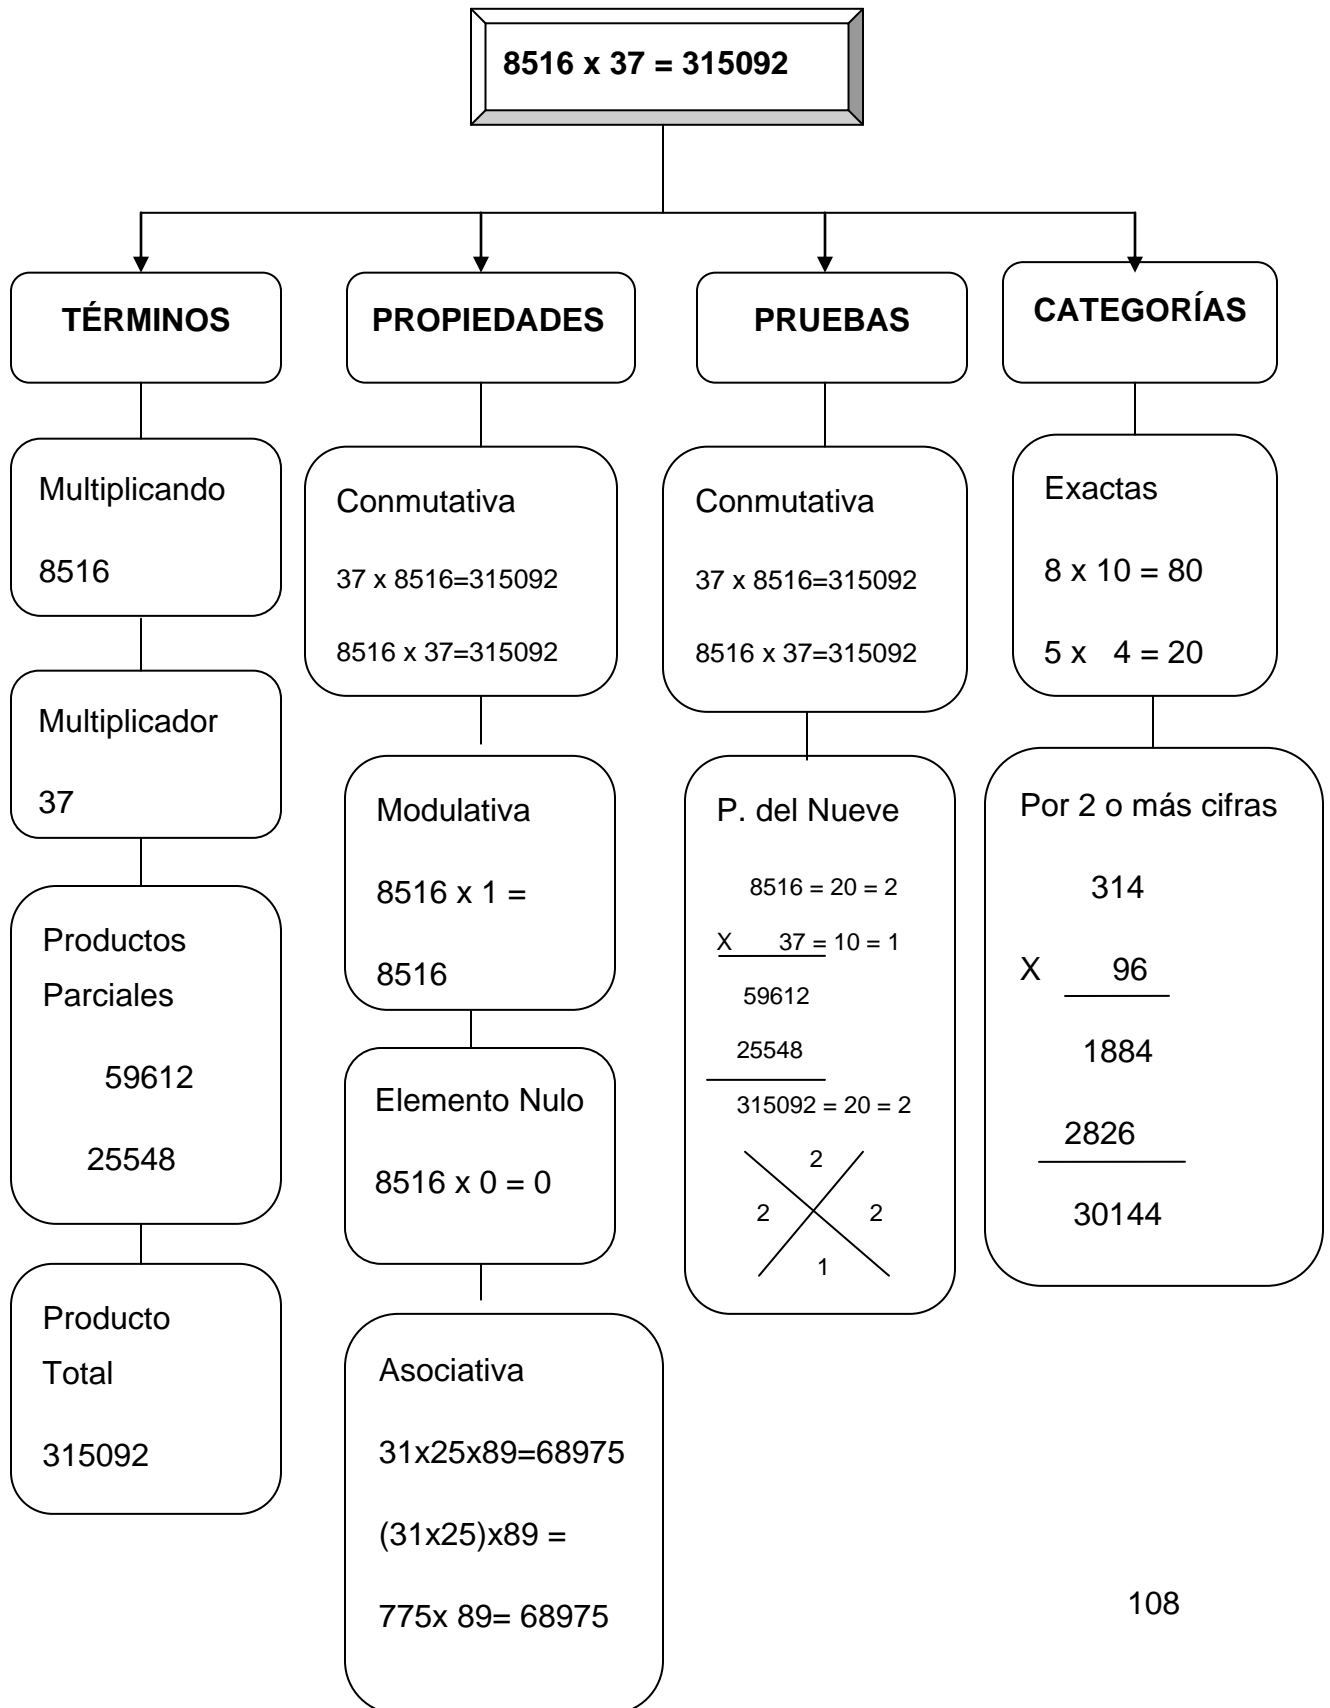 8516 x 37 = 315092
TÉRMINOS
Multiplicando
8516
Multiplicador
37
Productos
Parciales
59612
25548
Producto
Total
315092
PROPIEDADES
Conmutativa
37 x 8516=315092
8516 x 37=315092
Modulativa
8516 x 1 =
8516
Elemento Nulo
8516 x 0 = 0
Asociativa
31x25x89=68975
(31x25)x89 =
775x 89= 68975
PRUEBAS
Conmutativa
37 x 8516=315092
8516 x 37=315092
P. del Nueve
8516 = 20 = 2
X 37 = 10 = 1
59612
25548
315092 = 20 = 2
2
2 2
1
CATEGORÍAS
Exactas
8 x 10 = 80
5 x 4 = 20
Por 2 o más cifras
314
X 96
1884
2826
30144
108